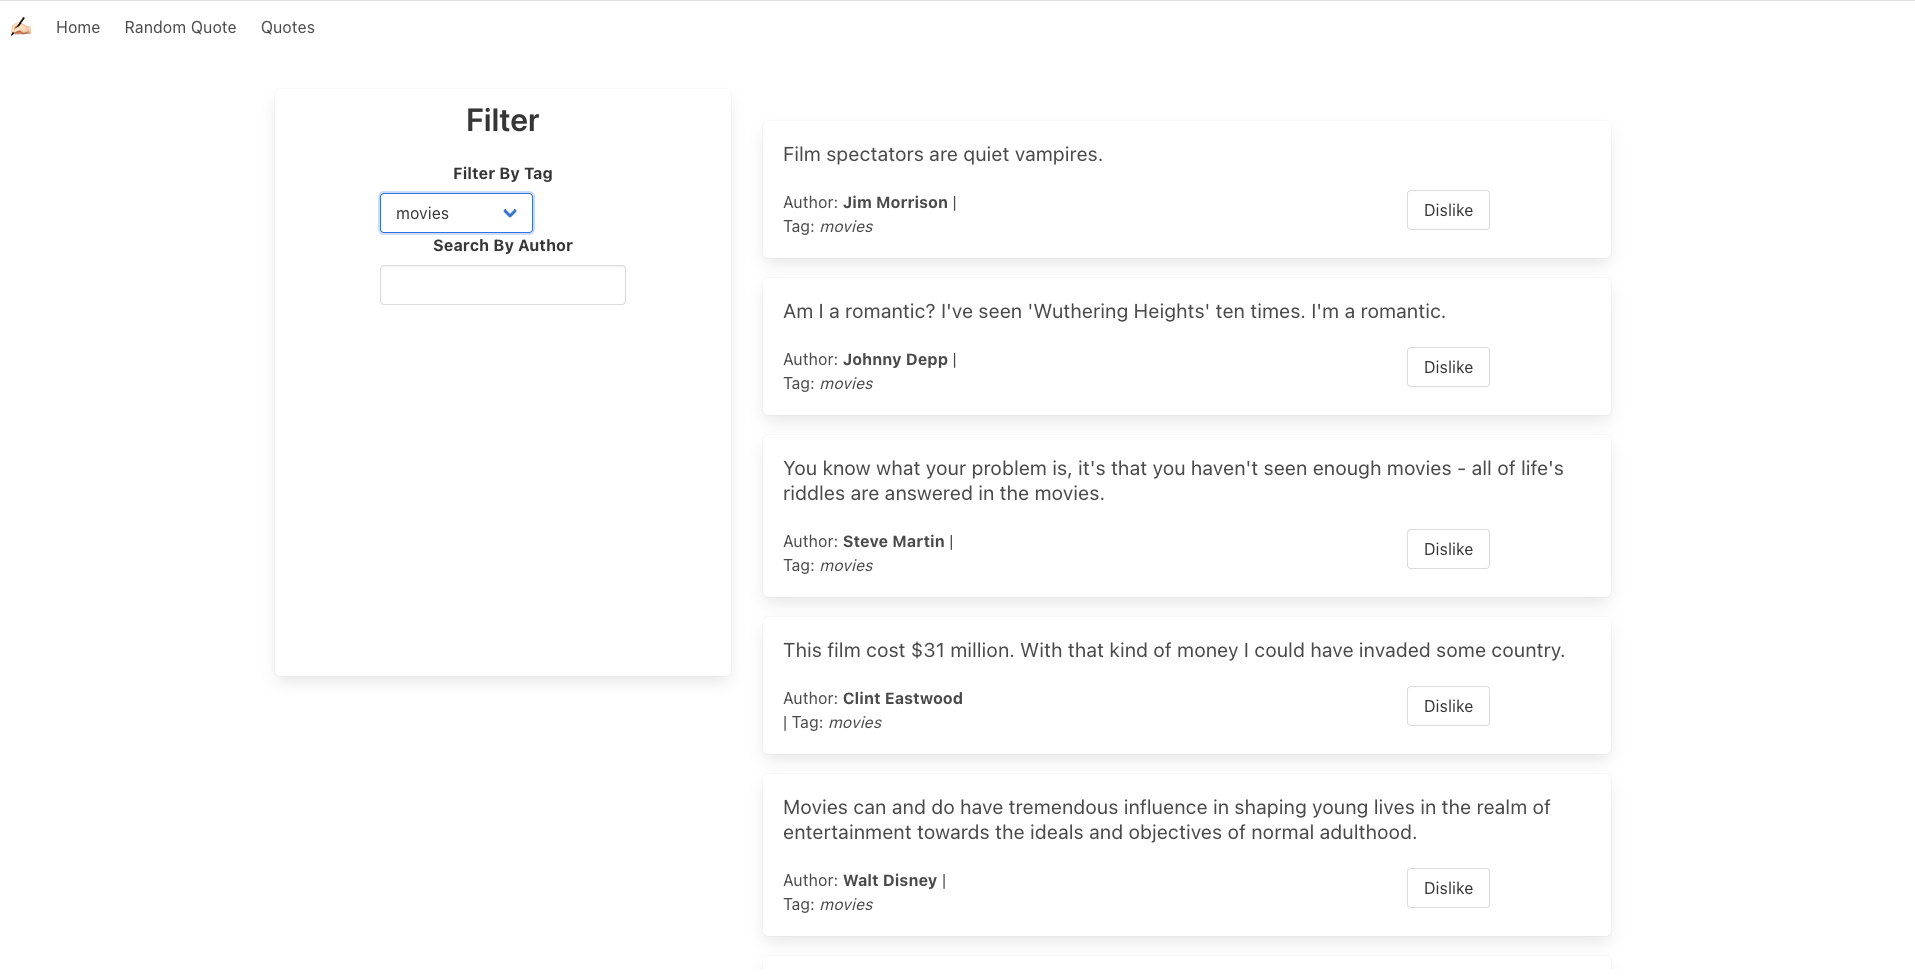 Home Random Quote Quotes
Filter
Filter By Tag
movies
Search By Author
Film spectators are quiet vampires.
Author: Jim Morrison |
Tag: movies
Dislike
Am I a romantic? I've seen 'Wuthering Heights' ten times. I'm a romantic.
Author: Johnny Depp |
Tag: movies
Dislike
You know what your problem is, it's that you haven't seen enough movies - all of life's
riddles are answered in the movies.
Author: Steve Martin |
Tag: movies
Dislike
This film cost $31 million. With that kind of money I could have invaded some country.
Author: Clint Eastwood
| Tag: movies
Dislike
Movies can and do have tremendous influence in shaping young lives in the realm of
entertainment towards the ideals and objectives of normal adulthood.
Author: Walt Disney |
Tag: movies
Dislike